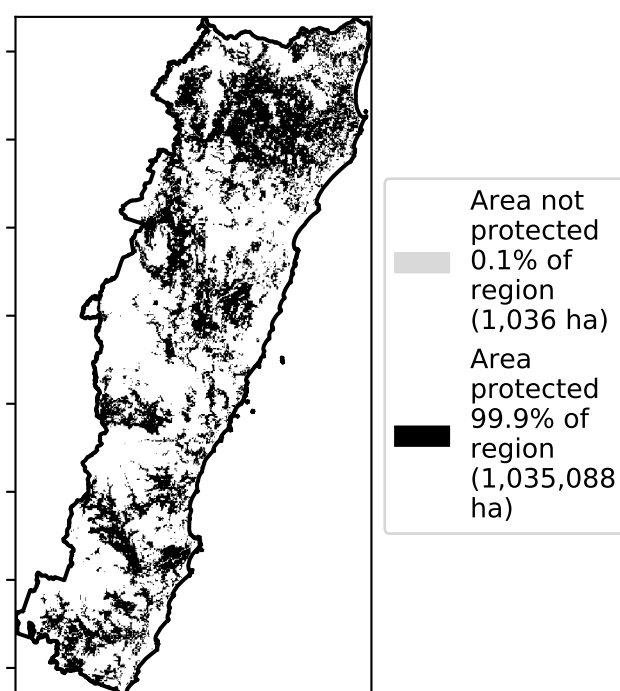 Area not
protected
0.1% of
region
(1,036 ha)
Area
protected
99.9% of
region
(1,035,088
ha)